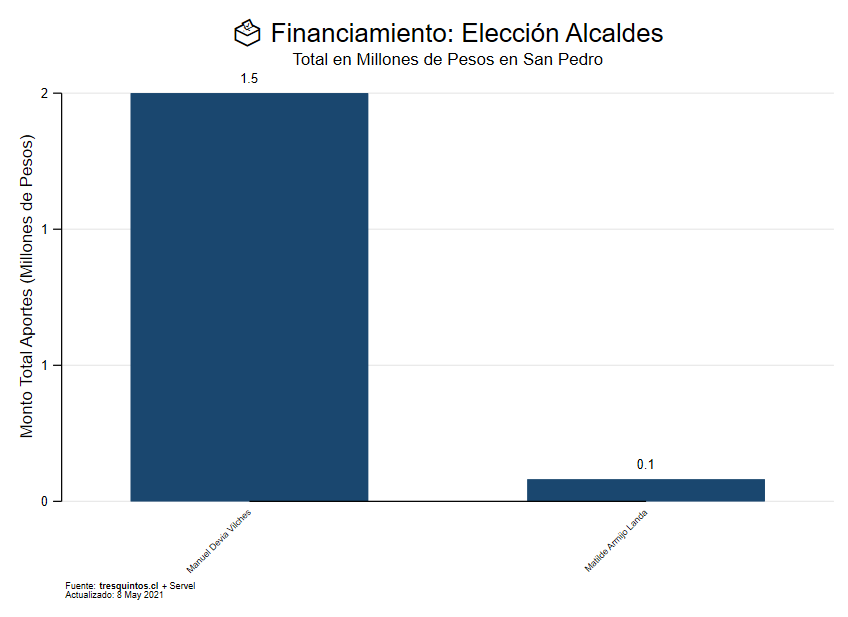 Financiamiento: Elección Alcaldes
Total en Millones de Pesos en San Pedro
1.5
2
1
1
0
0.1
Monto Total Aportes (Millones de Pesos)
Manuel Devia Vilches
Matilde Armijo Landa
Fuente: tresquintos.cl + Servel
Actualizado: 8 May 2021